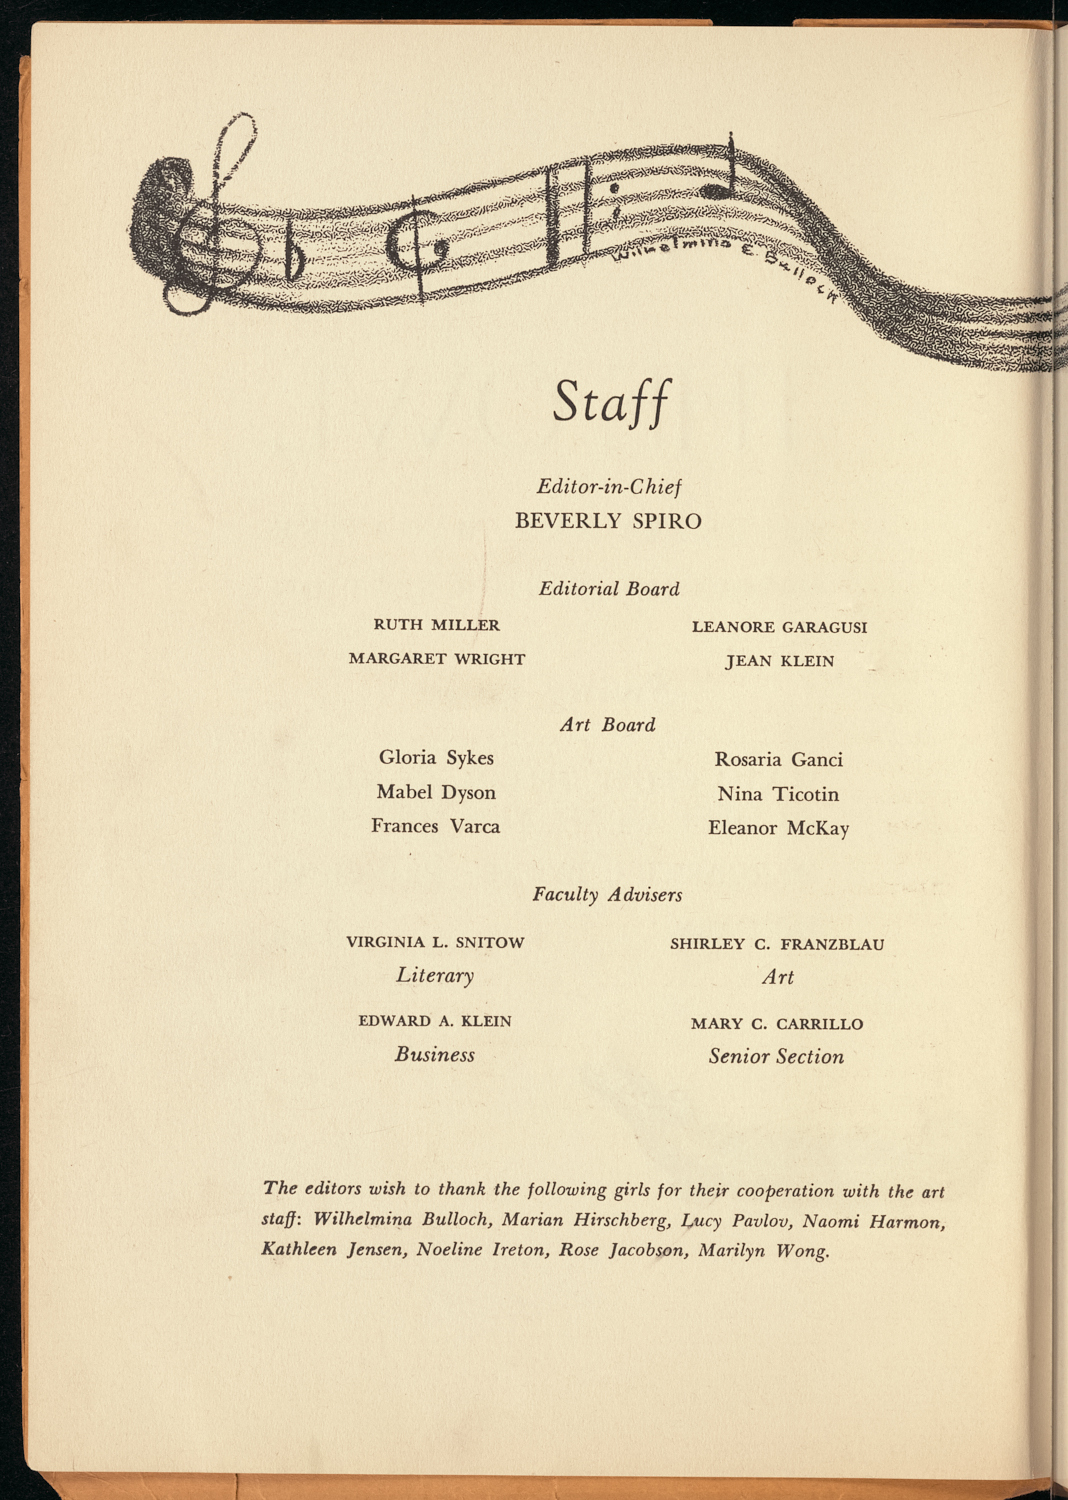 Wilhelmina E. Bulloch
Staff
Editor-in-Chief
BEVERLY SPIRO
Editorial Board
RUTH MILLER LEANORE GARAGUSI
MARGARET WRIGHT JEAN KLEIN
Art Board
Gloria Sykes Rosaria Ganci
Mabel Dyson Nina Ticotin
Frances Varca Eleanor McKay
Faculty Advisers
VIRGINIA L. SNITOW SHIRLEY C. FRANZBLAU
Literary Art
EDWARD A. KLEIN MARY C. CARRILLO
Business Senior Section
The editors wish to thank the following girls for their cooperation with the art
staff: Wilhelmina Bulloch, Marian Hirschberg, Lucy Pavlov, Naomi Harmon,
Kathleen Jensen, Noeline Ireton, Rose Jacobson, Marilyn Wong.